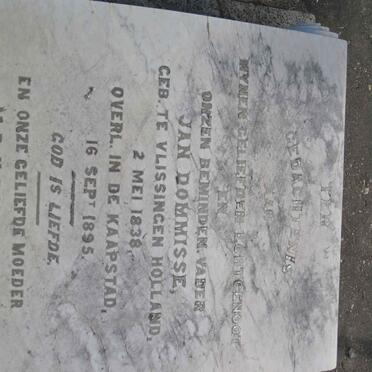 TER
GEDACHTENIS
VAN
MYNEN GELIEFDEN ECHTGENOOT
EN
ONZEN BEMINDEN VADER
JAN DOMMISSE,
GEB. TE VLISSINGEN HOLLAND,
2 MEI 1838,
OVERL. IN DE KAAPSTAD,
16 SEPT 1895.
GOD IS LIEFDE.
EN ONZE GELIEFDE MOEDER